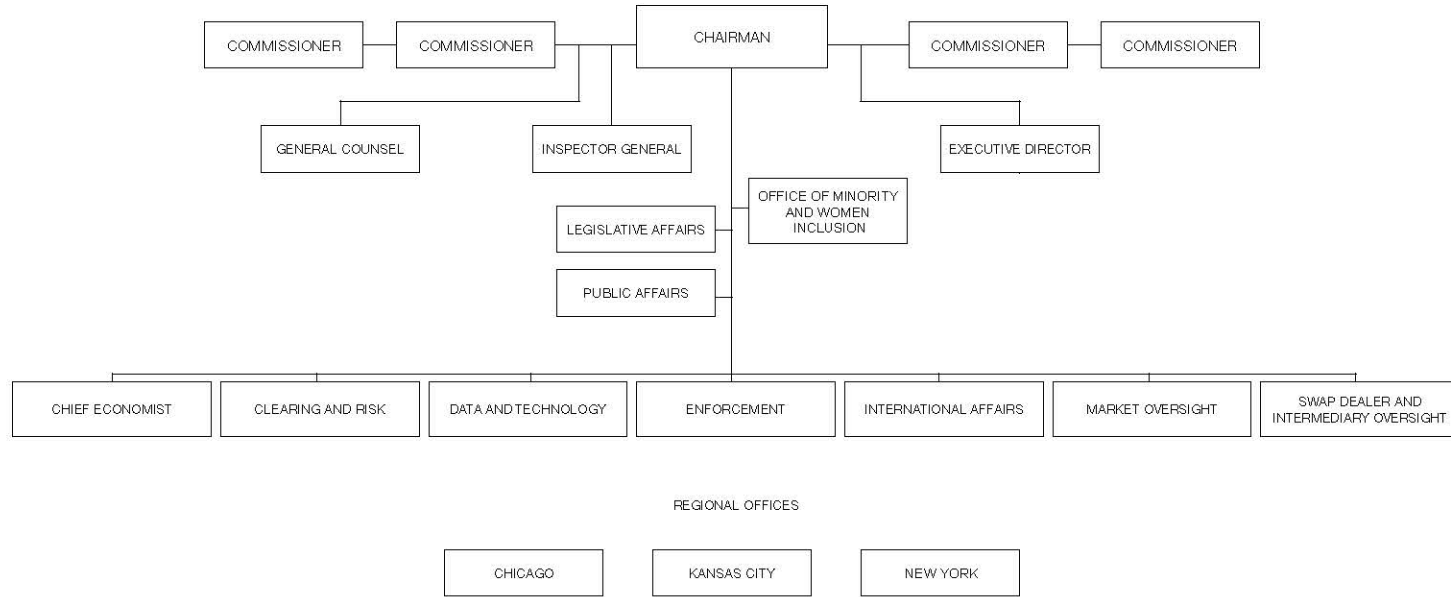 COMMISSIONER
COMMISSIONER
CHAIRMAN
COMMISSIONER
COMMISSIONER
GENERAL COUNSEL
INSPECTOR GENERAL
EXECUTIVE DIRECTOR
OFFICE OF MINORITY
AND WOMEN
INCLUSION
LEGISLATIVE AFFAIRS
PUBLIC AFFAIRS
CHIEF ECONOMIST
CLEARING AND RISK
DATA AND TECHNOLOGY
ENFORCEMENT
INTERNATIONAL AFFAIRS
MARKET OVERSIGHT
SWAP DEALER AND
INTERMEDIARY OVERSIGHT
REGIONAL OFFICES
CHICAGO
KANSAS CITY
NEW YORK